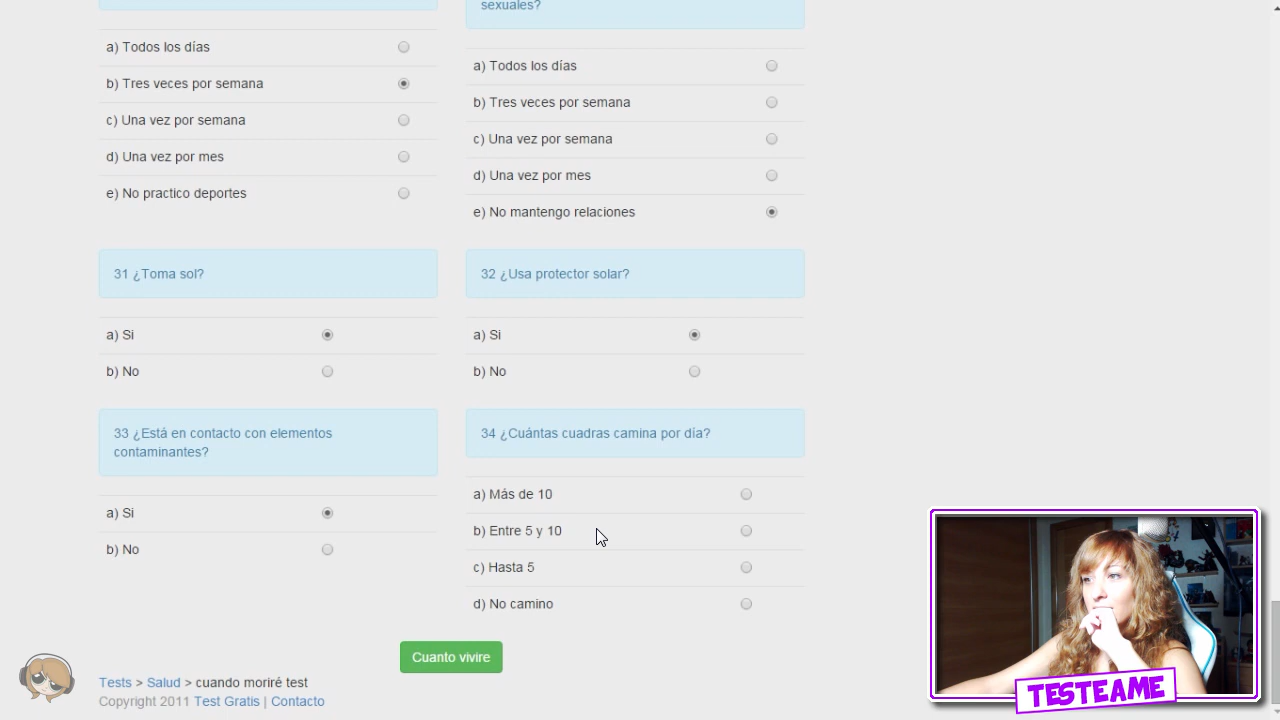 a) Todos los días
b) Tres veces por semana
c) Una vez por semana
d) Una vez por mes
e) No practico deportes
sexuales?
a) Todos los días
b) Tres veces por semana
c) Una vez por semana
d) Una vez por mes
e) No mantengo relaciones
31 ¿Toma sol?
a) Si
b) No
32 ¿Usa protector solar?
a) Si
b) No
33 ¿Está en contacto con elementos
contaminantes?
a) Si
b) No
34 ¿Cuántas cuadras camina por día?
a) Más de 10
b) Entre 5 y 10
c) Hasta 5
d) No camino
Cuanto vivire
Tests > Salud > cuando moriré test
Copyright 2011 Test Gratis | Contacto
TESTEAME